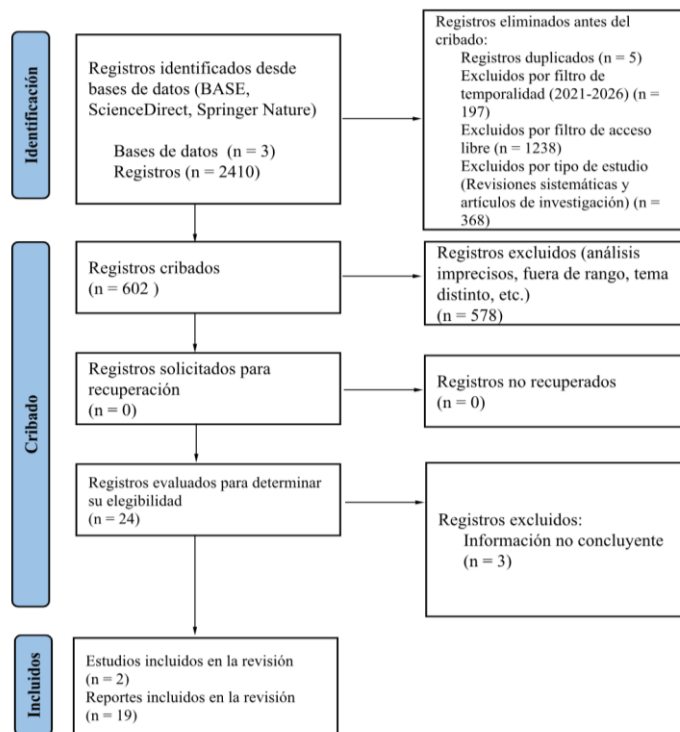 Identificación
Registros identificados desde
bases de datos (BASE,
ScienceDirect, Springer Nature)
Bases de datos (n = 3)
Registros (n = 2410)
Registros eliminados antes del
cribado:
Registros duplicados (n = 5)
Excluidos por filtro de
temporalidad (2021-2026) (n =
197)
Excluidos por filtro de acceso
libre (n = 1238)
Excluidos por tipo de estudio
(Revisiones sistemáticas y
artículos de investigación) (n =
368)
Cribado
Registros cribados
(n = 602 )
Registros excluidos (análisis
imprecisos, fuera de rango, tema
distinto, etc.)
(n = 578)
Registros solicitados para
recuperación
(n = 0)
Registros no recuperados
(n = 0)
Registros evaluados para determinar
su elegibilidad
(n = 24)
Registros excluidos:
Información no concluyente
(n = 3)
Incluidos
Estudios incluidos en la revisión
(n = 2)
Reportes incluidos en la revisión
(n = 19)